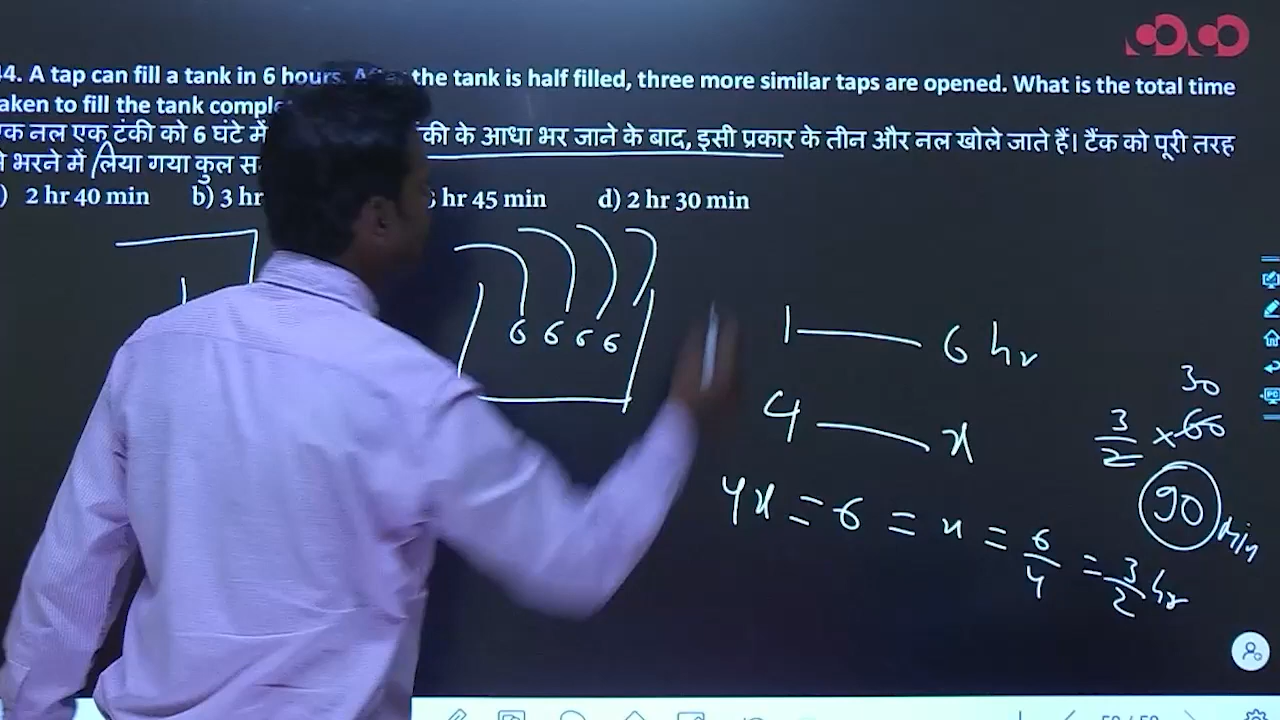 4. A tap can fill a tank in 6 hours. the tank is half filled, three more similar taps are opened. What is the total time
aken to fill the tank
नल एक टंकी को 6 घंटे में के आधा भर जाने के बाद, इसी प्रकार के तीन और नल खोले जाते हैं। टैंक को पूरी तरह
भरने में लिया गया कुल
) 2 hr 40 min b) 3 hr hr 45 min d) 2 hr 30 min
6 6 6 6
1 — 6 hr
4 — x
4x = 6 = x = 6/4 = 3/2 hr
30
3/2 × 60
90 min